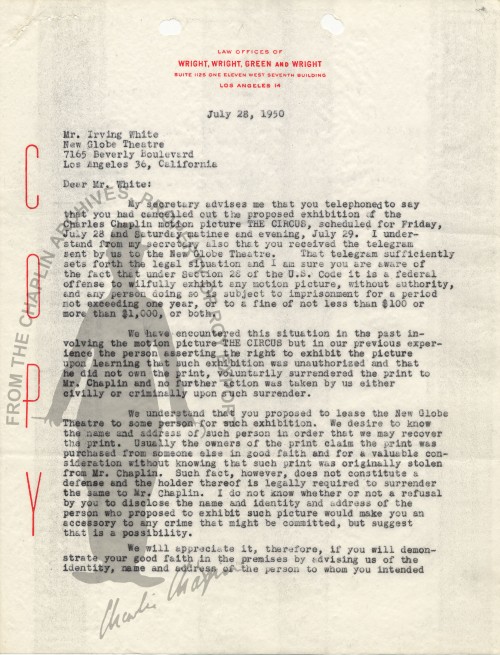 LAW OFFICES OF
WRIGHT, WRIGHT, GREEN AND WRIGHT
SUITE 1125 ONE ELEVEN WEST SEVENTH BUILDING
LOS ANGELES 14
July 28, 1950
Mr. Irving White
New Globe Theatre
7165 Beverly Boulevard
Los Angeles 36, California
Dear Mr. White:
My secretary advises me that you telephoned to say
that you had cancelled out the proposed exhibition of the
Charles Chaplin motion picture THE CIRCUS, scheduled for Friday,
July 28 and Saturday matinee and evening, July 29. I under-
stand from my secretary also that you received the telegram
sent by us to the New Globe Theatre. That telegram sufficiently
sets forth the legal situation and I am sure you are aware of
the fact that under Section 28 of the U.S. Code it is a federal
offense to wilfully exhibit any motion picture, without authority,
and any person doing so is subject to imprisonment for a period
not exceeding one year, or to a fine of not less than $100 or
more than $1,000, or both.
We have encountered this situation in the past in-
volving the motion picture THE CIRCUS but in our previous exper-
ience the person asserting the right to exhibit the picture
upon learning that such exhibition was unauthorized and that
he did not own the print, voluntarily surrendered the print to
Mr. Chaplin and no further action was taken by us either
civilly or criminally upon such surrender.
We understand that you proposed to lease the New Globe
Theatre to some person for such exhibition. We desire to know
the name and address of such person in order that we may recover
the print. Usually the owners of the print claim the print was
purchased from someone else in good faith and for a valuable con-
sideration without knowing that such print was originally stolen
from Mr. Chaplin. Such fact, however, does not constitute a
defense and the holder thereof is legally required to surrender
the same to Mr. Chaplin. I do not know whether or not a refusal
by you to disclose the name and identity and address of the
person who proposed to exhibit such picture would make you an
accessory to any crime that might be committed, but suggest
that is a possibility.
We will appreciate it, therefore, if you will demon-
strate your good faith in the premises by advising us of the
identity, name and address of the person to whom you intended
COPY
FROM THE CHAPLIN ARCHIVES,
Charlie Chaplin